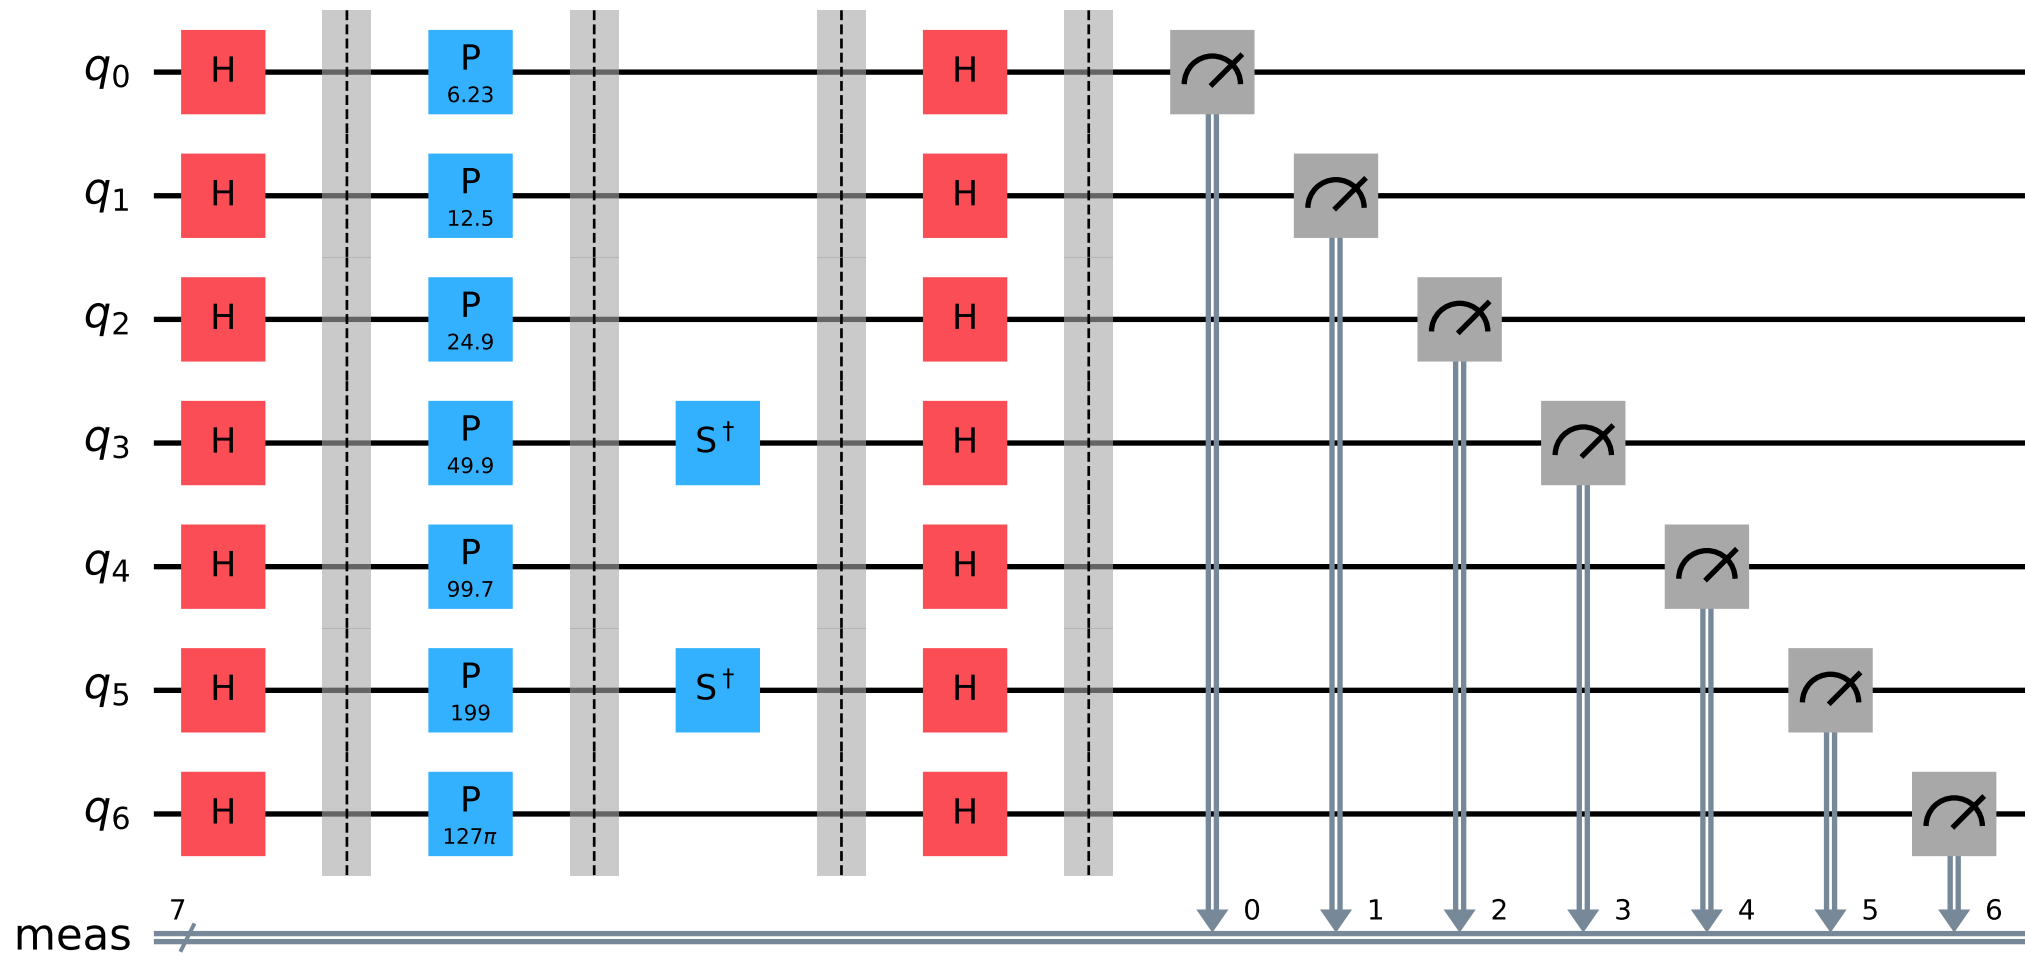 q0 H P 6.23 H
q1 H P 12.5 H
q2 H P 24.9 H
q3 H P 49.9 S† H
q4 H P 99.7 H
q5 H P 199 S† H
q6 H P 127π H
7 0 1 2 3 4 5 6
meas